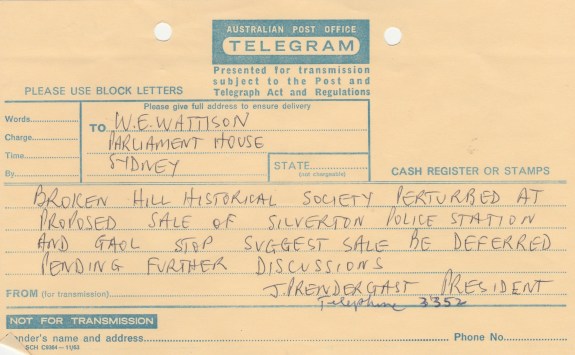 AUSTRALIAN POST OFFICE
TELEGRAM
Presented for transmission
subject to the Post and
Telegraph Act and Regulations
PLEASE USE BLOCK LETTERS
Please give full address to ensure delivery
Words
Charge
Time
By
TO W.E. WATTISON
PARLIAMENT HOUSE
SYDNEY
STATE
(not chargeable)
CASH REGISTER OR STAMPS
BROKEN HILL HISTORICAL SOCIETY PERTURBED AT
PROPOSED SALE OF SILVERTON POLICE STATION
AND GAOL STOP SUGGEST SALE BE DEFERRED
PENDING FURTHER DISCUSSIONS
FROM (for transmission) J. PRENDERGAST PRESIDENT
Telephone 3352
NOT FOR TRANSMISSION
Sender's name and address Phone No.